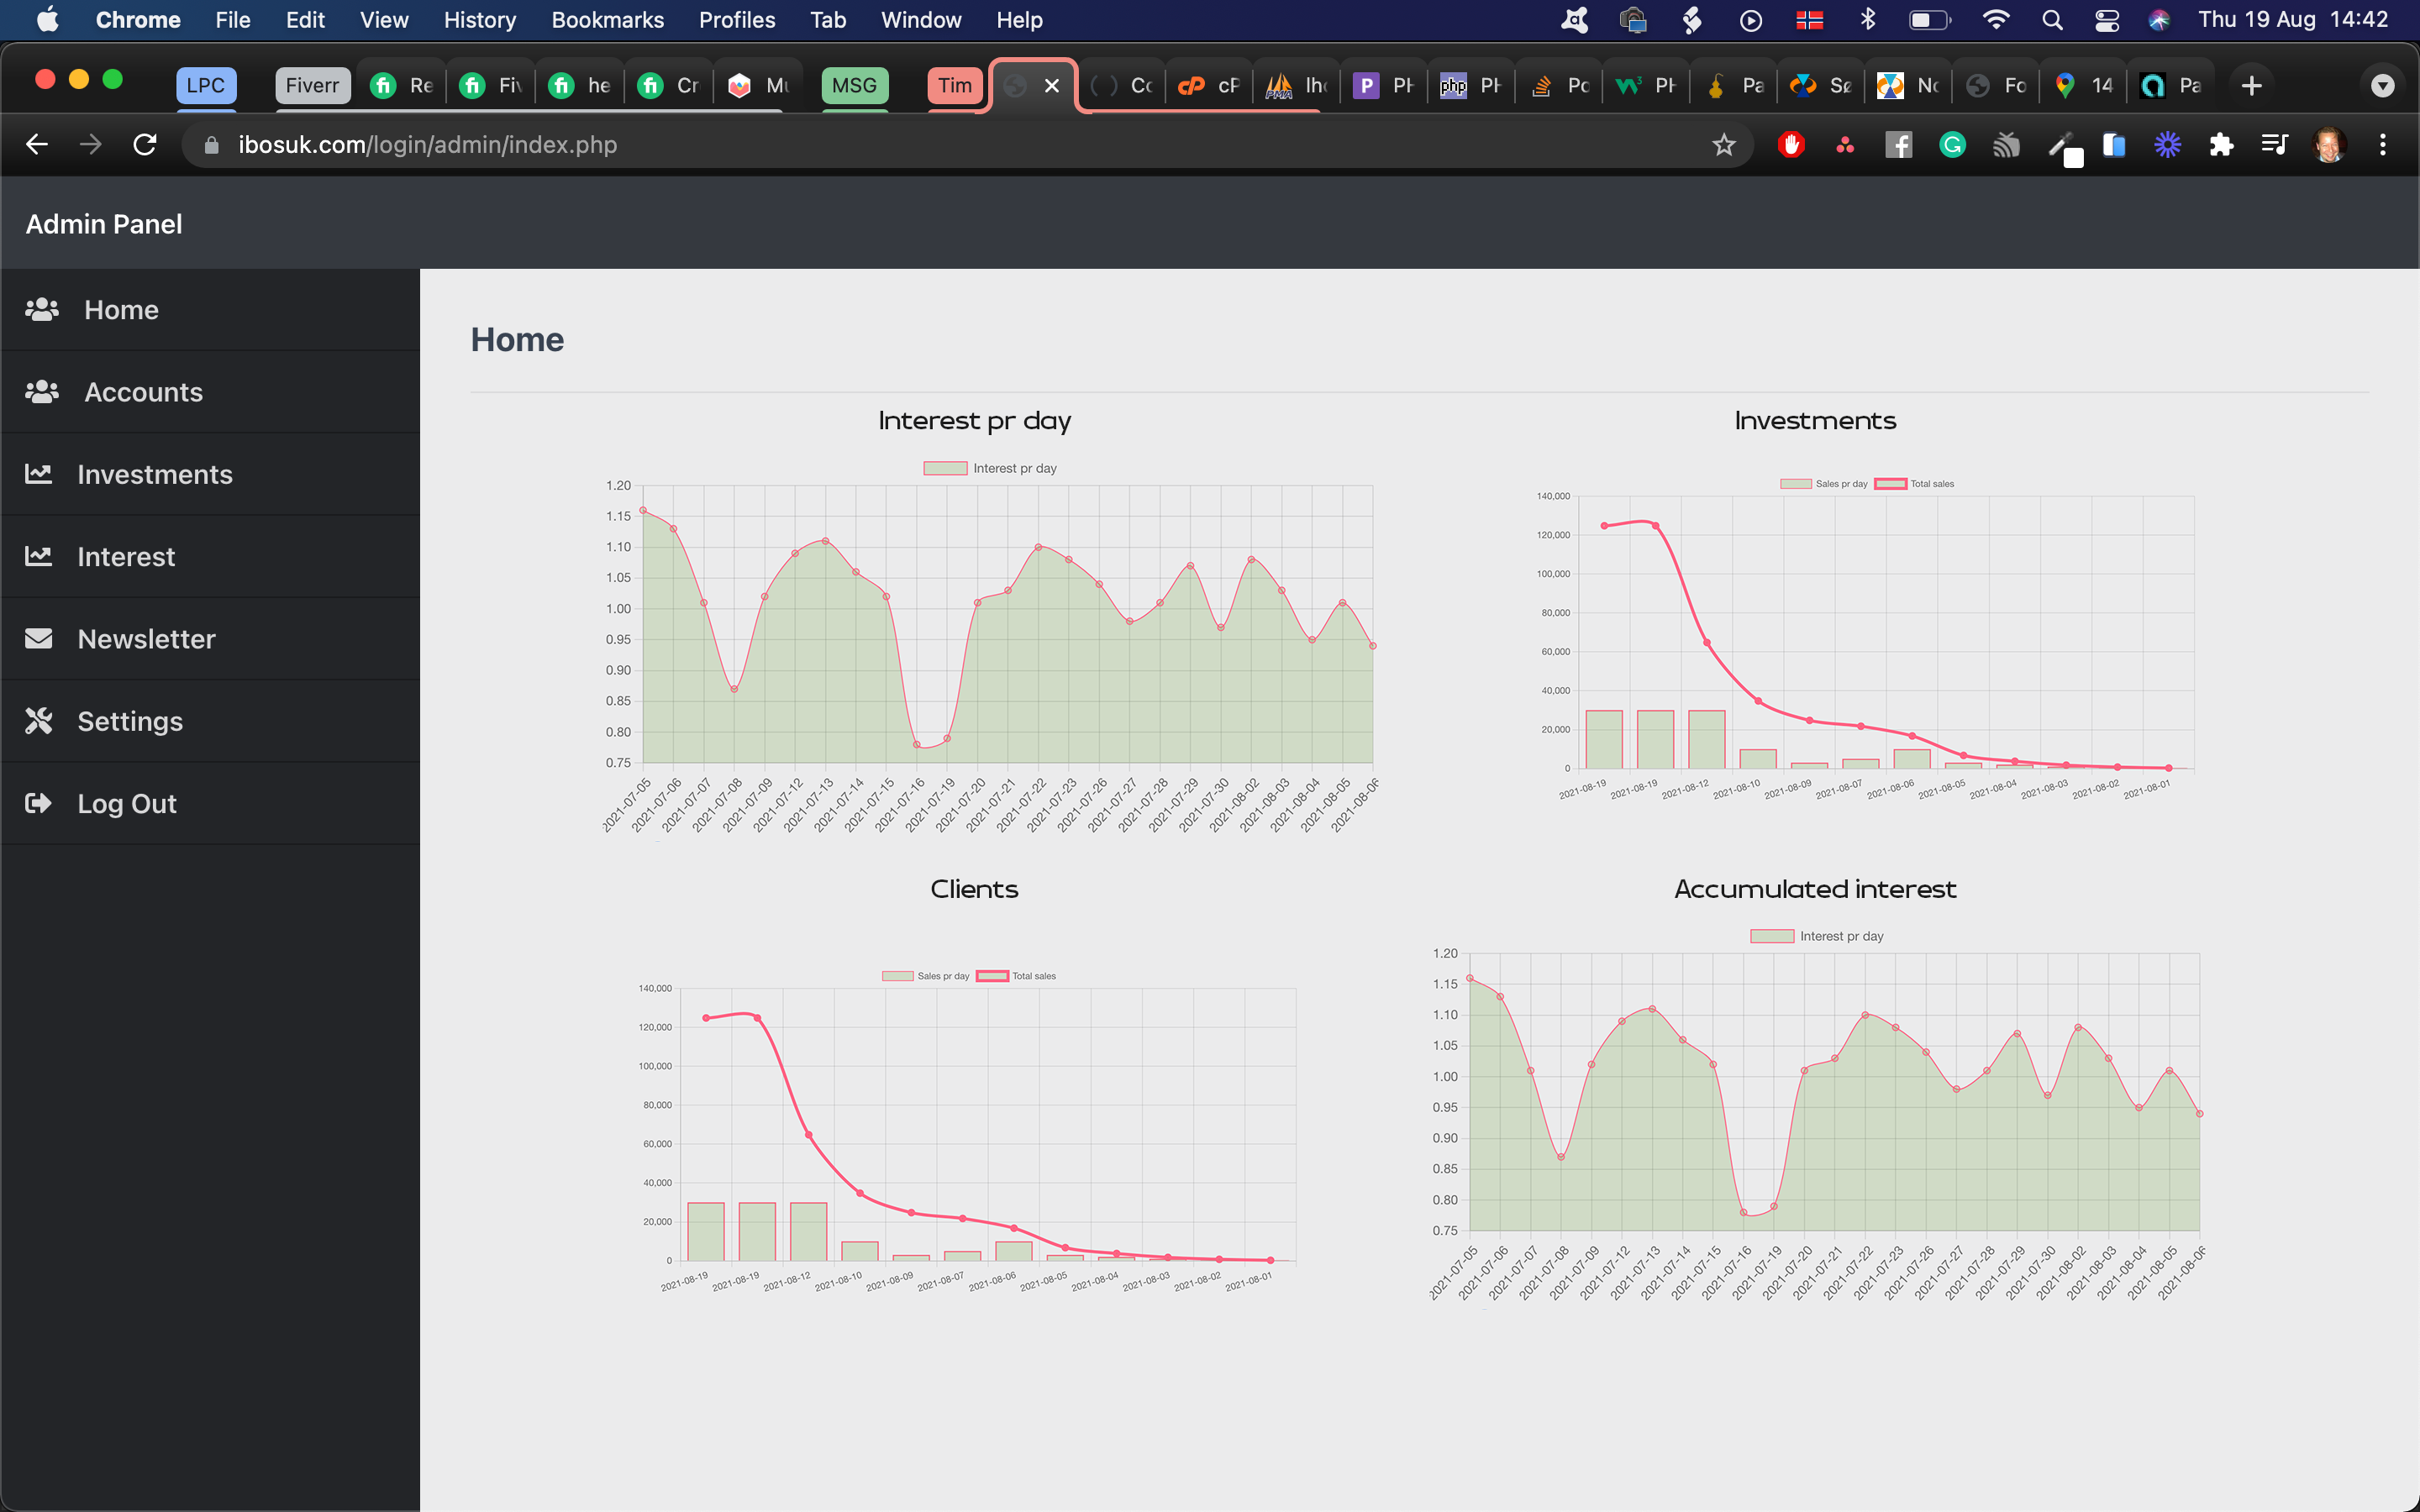 Chrome File Edit View History Bookmarks Profiles Tab Window Help Thu 19 Aug 14:42
LPC Fiverr Re Fiv he Cr Mu MSG Tim Cc cP lhc PH php PH Pc PH Pa Sø Nc Fo 14 Pa
ibosuk.com/login/admin/index.php
Admin Panel
Home
Accounts
Investments
Interest
Newsletter
Settings
Log Out
Home
Interest pr day
Interest pr day
1.20
1.15
1.10
1.05
1.00
0.95
0.90
0.85
0.80
0.75
2021-07-05 2021-07-06 2021-07-07 2021-07-08 2021-07-09 2021-07-12 2021-07-13 2021-07-14 2021-07-15 2021-07-16 2021-07-19 2021-07-20 2021-07-21 2021-07-22 2021-07-23 2021-07-26 2021-07-27 2021-07-28 2021-07-29 2021-07-30 2021-08-02 2021-08-03 2021-08-04 2021-08-05 2021-08-06
Investments
Sales pr day Total sales
140,000
120,000
100,000
80,000
60,000
40,000
20,000
0
2021-08-19 2021-08-19 2021-08-12 2021-08-10 2021-08-09 2021-08-07 2021-08-06 2021-08-05 2021-08-04 2021-08-03 2021-08-02 2021-08-01
Clients
Sales pr day Total sales
140,000
120,000
100,000
80,000
60,000
40,000
20,000
0
2021-08-19 2021-08-19 2021-08-12 2021-08-10 2021-08-09 2021-08-07 2021-08-06 2021-08-05 2021-08-04 2021-08-03 2021-08-02 2021-08-01
Accumulated interest
Interest pr day
1.20
1.15
1.10
1.05
1.00
0.95
0.90
0.85
0.80
0.75
2021-07-05 2021-07-06 2021-07-07 2021-07-08 2021-07-09 2021-07-12 2021-07-13 2021-07-14 2021-07-15 2021-07-16 2021-07-19 2021-07-20 2021-07-21 2021-07-22 2021-07-23 2021-07-26 2021-07-27 2021-07-28 2021-07-29 2021-07-30 2021-08-02 2021-08-03 2021-08-04 2021-08-05 2021-08-06